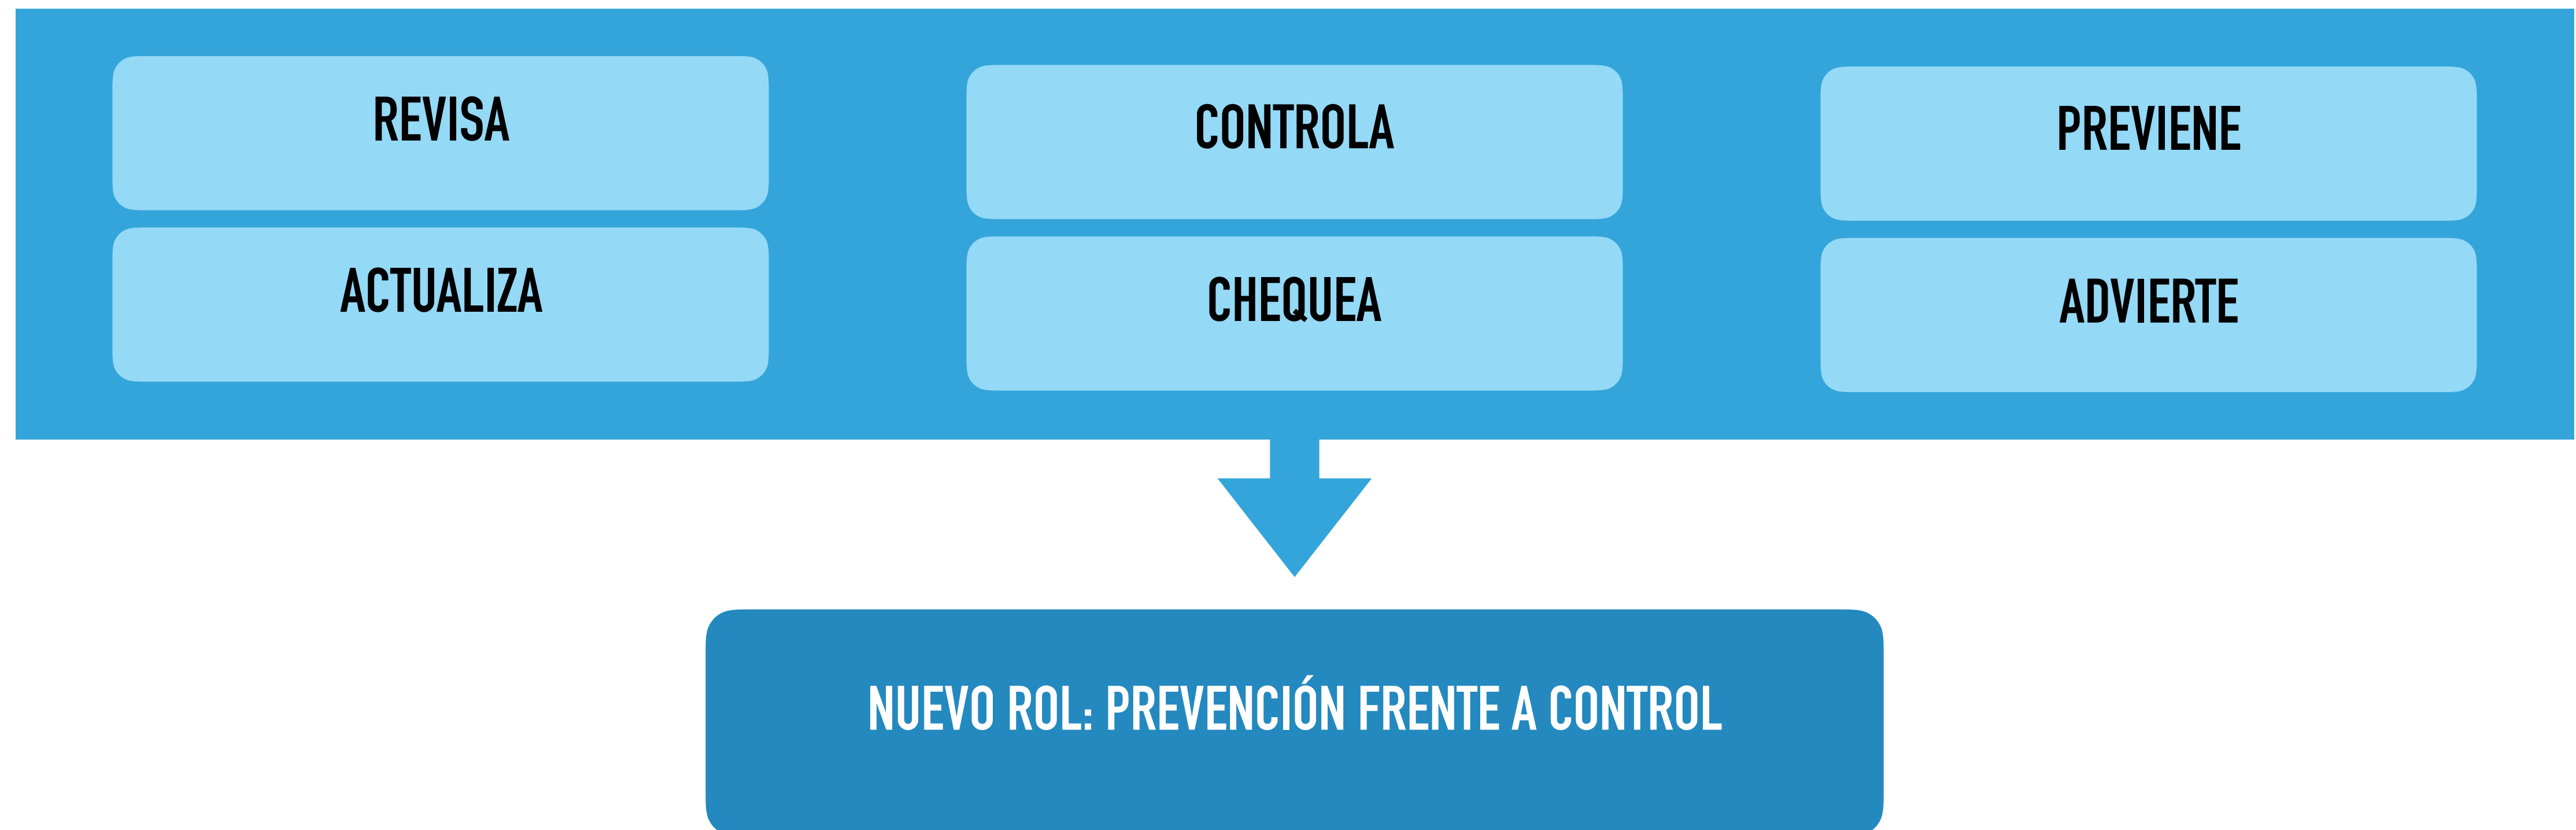 REVISA
CONTROLA
PREVIENE
ACTUALIZA
CHEQUEA
ADVIERTE
NUEVO ROL: PREVENCIÓN FRENTE A CONTROL